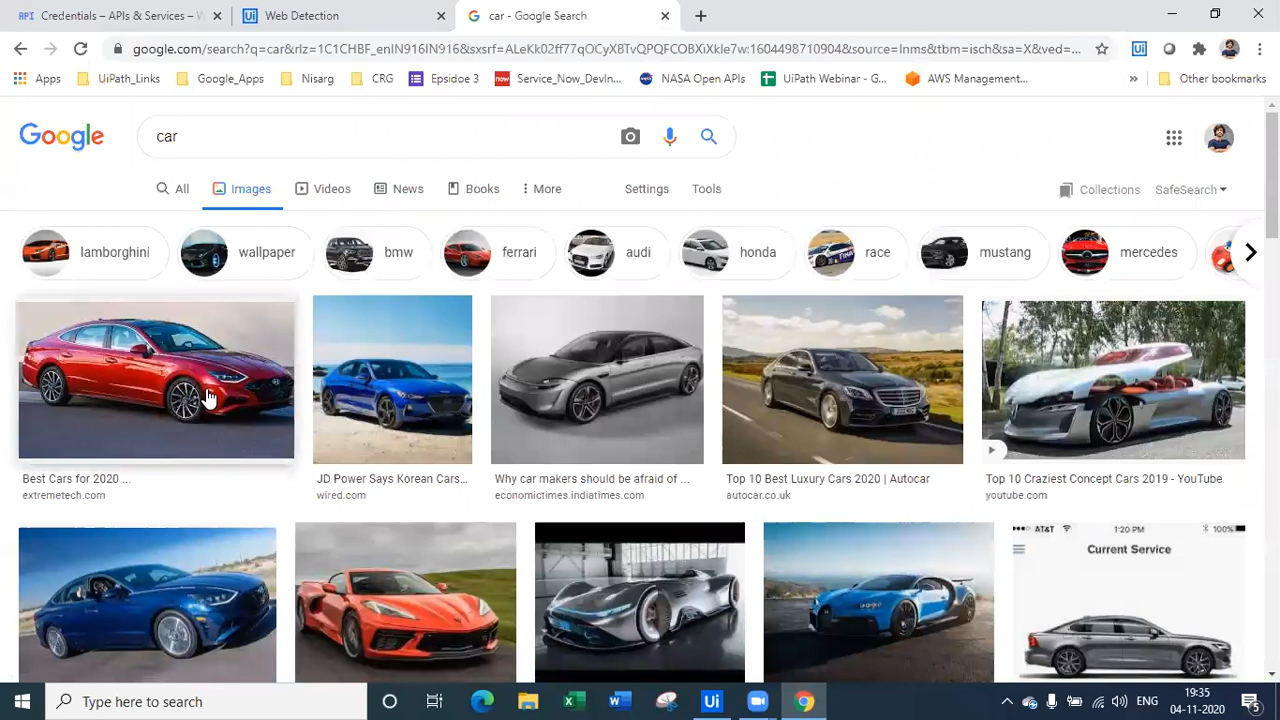 API Credentials – APIs & Services – W
Ui Web Detection
car - Google Search
google.com/search?q=car&rlz=1C1CHBF_enIN916IN916&sxsrf=ALeKk02ff77qOCyXBTvQPQFCOBXiXkle7w:1604498710904&source=lnms&tbm=isch&sa=X&ved=...
Apps UiPath_Links Google_Apps Nisarg CRG Epsidoe 3 Service_Now_DevIn... NASA Open APIs UiPath Webinar - G... AWS Management... » Other bookmarks
Google
car
All Images Videos News Books More Settings Tools Collections SafeSearch
lamborghini wallpaper bmw ferrari audi honda race mustang mercedes
Best Cars for 2020 ...
extremetech.com
JD Power Says Korean Cars...
wired.com
Why car makers should be afraid of ...
economictimes.indiatimes.com
Top 10 Best Luxury Cars 2020 | Autocar
autocar.co.uk
Top 10 Craziest Concept Cars 2019 - YouTube
youtube.com
AT&T 1:20 PM 100%
Current Service
Type here to search
ENG
19:35
04-11-2020
5